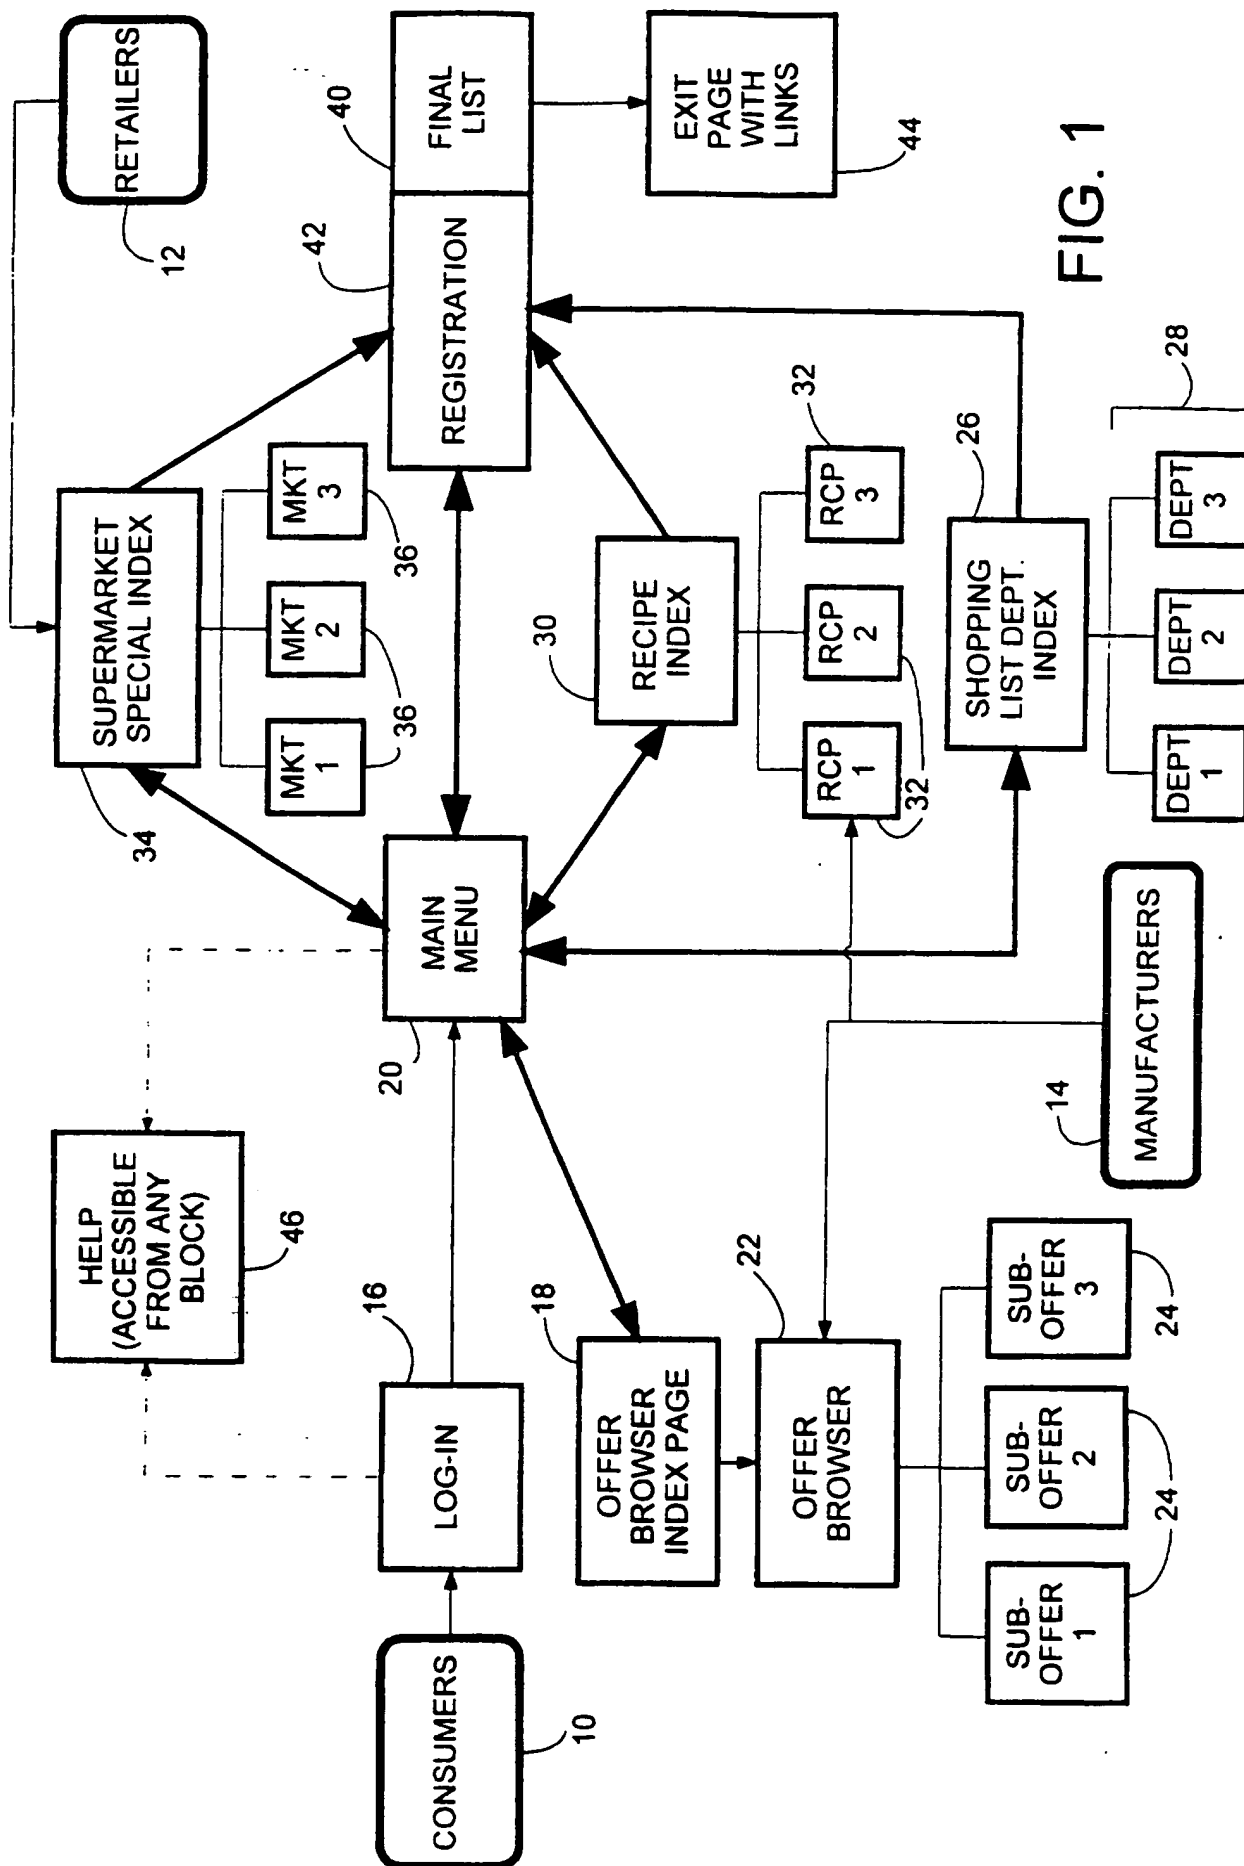 RETAILERS
12
SUPERMARKET
SPECIAL INDEX
34
MKT
1
MKT
2
MKT
3
36
36
HELP
(ACCESSIBLE
FROM ANY
BLOCK)
46
CONSUMERS
10
LOG-IN
16
MAIN
MENU
20
REGISTRATION
42
FINAL
LIST
40
EXIT
PAGE
WITH
LINKS
44
OFFER
BROWSER
INDEX PAGE
18
RECIPE
INDEX
30
OFFER
BROWSER
22
RCP
1
RCP
2
RCP
3
32
32
SUB-
OFFER
1
SUB-
OFFER
2
SUB-
OFFER
3
24
24
SHOPPING
LIST DEPT.
INDEX
26
MANUFACTURERS
14
DEPT
1
DEPT
2
DEPT
3
28
FIG. 1